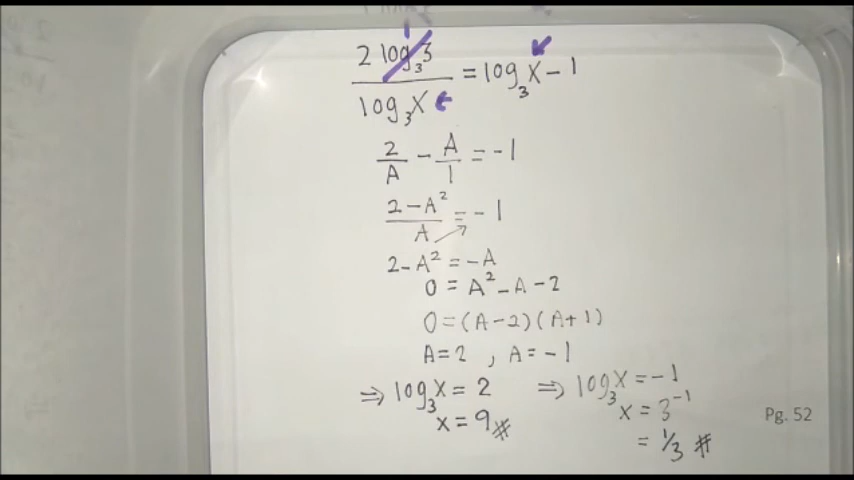 2 log₃3 / log₃x = log₃x - 1
2/A - A/1 = -1
(2 - A²)/A = -1
2 - A² = -A
0 = A² - A - 2
0 = (A - 2)(A + 1)
A = 2 , A = -1
⇒ log₃x = 2 ⇒ log₃x = -1
x = 9 # x = 3⁻¹
= 1/3 #
Pg. 52